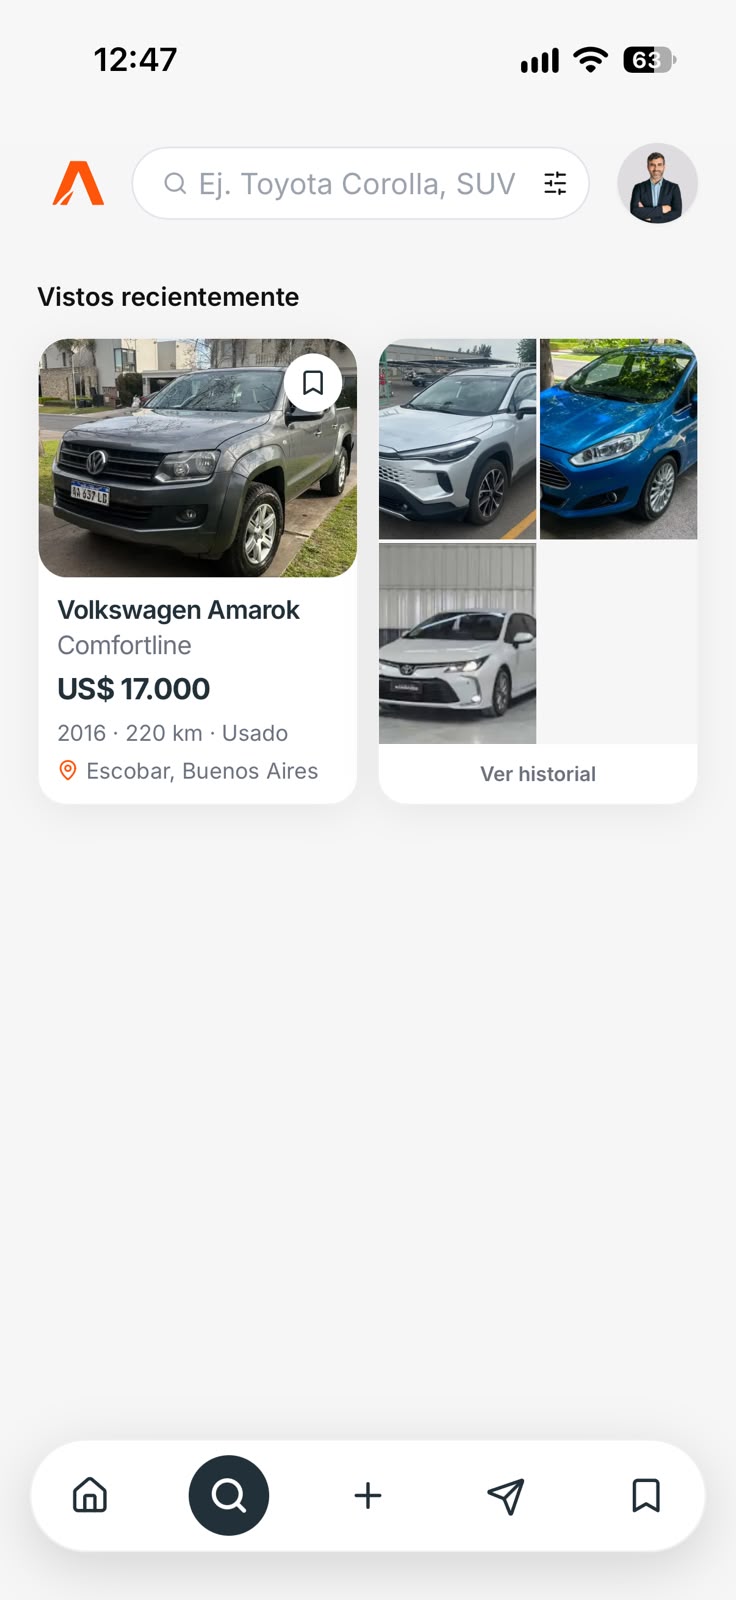 12:47
63
Ej. Toyota Corolla, SUV
Vistos recientemente
Volkswagen Amarok
Comfortline
US$ 17.000
2016 · 220 km · Usado
Escobar, Buenos Aires
Ver historial